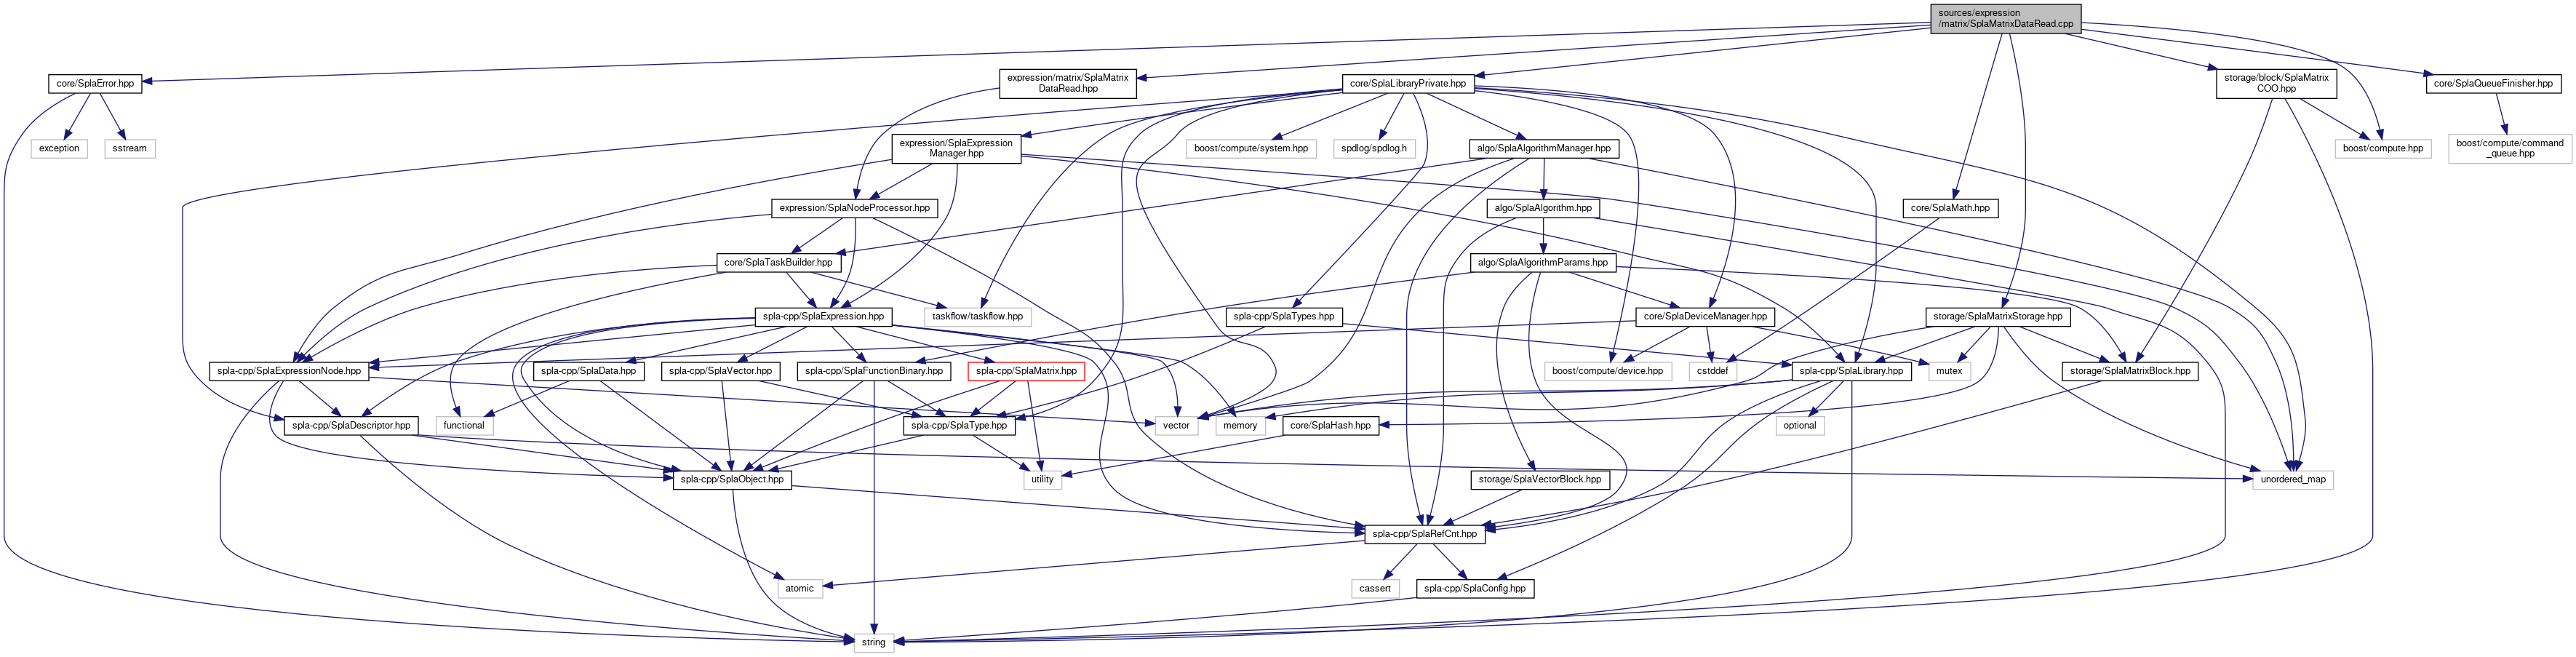 sources/expression
/matrix/SplaMatrixDataRead.cpp
core/SplaError.hpp
expression/matrix/SplaMatrix
DataRead.hpp
core/SplaLibraryPrivate.hpp
storage/block/SplaMatrix
COO.hpp
core/SplaQueueFinisher.hpp
exception
sstream
expression/SplaExpression
Manager.hpp
boost/compute/system.hpp
spdlog/spdlog.h
algo/SplaAlgorithmManager.hpp
boost/compute.hpp
boost/compute/command
_queue.hpp
expression/SplaNodeProcessor.hpp
algo/SplaAlgorithm.hpp
core/SplaMath.hpp
core/SplaTaskBuilder.hpp
algo/SplaAlgorithmParams.hpp
spla-cpp/SplaExpression.hpp
taskflow/taskflow.hpp
spla-cpp/SplaTypes.hpp
core/SplaDeviceManager.hpp
storage/SplaMatrixStorage.hpp
spla-cpp/SplaExpressionNode.hpp
spla-cpp/SplaData.hpp
spla-cpp/SplaVector.hpp
spla-cpp/SplaFunctionBinary.hpp
spla-cpp/SplaMatrix.hpp
boost/compute/device.hpp
cstddef
spla-cpp/SplaLibrary.hpp
mutex
storage/SplaMatrixBlock.hpp
spla-cpp/SplaDescriptor.hpp
functional
spla-cpp/SplaType.hpp
vector
memory
core/SplaHash.hpp
optional
spla-cpp/SplaObject.hpp
utility
storage/SplaVectorBlock.hpp
unordered_map
spla-cpp/SplaRefCnt.hpp
atomic
cassert
spla-cpp/SplaConfig.hpp
string